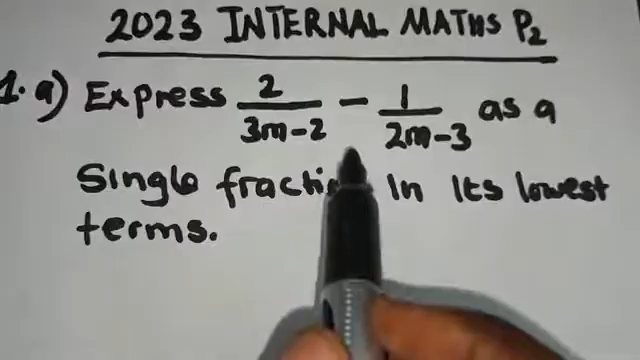 2023 INTERNAL MATHS P2
1. a) Express 2/(3m-2) - 1/(2m-3) as a
Single in Its lowest
terms.